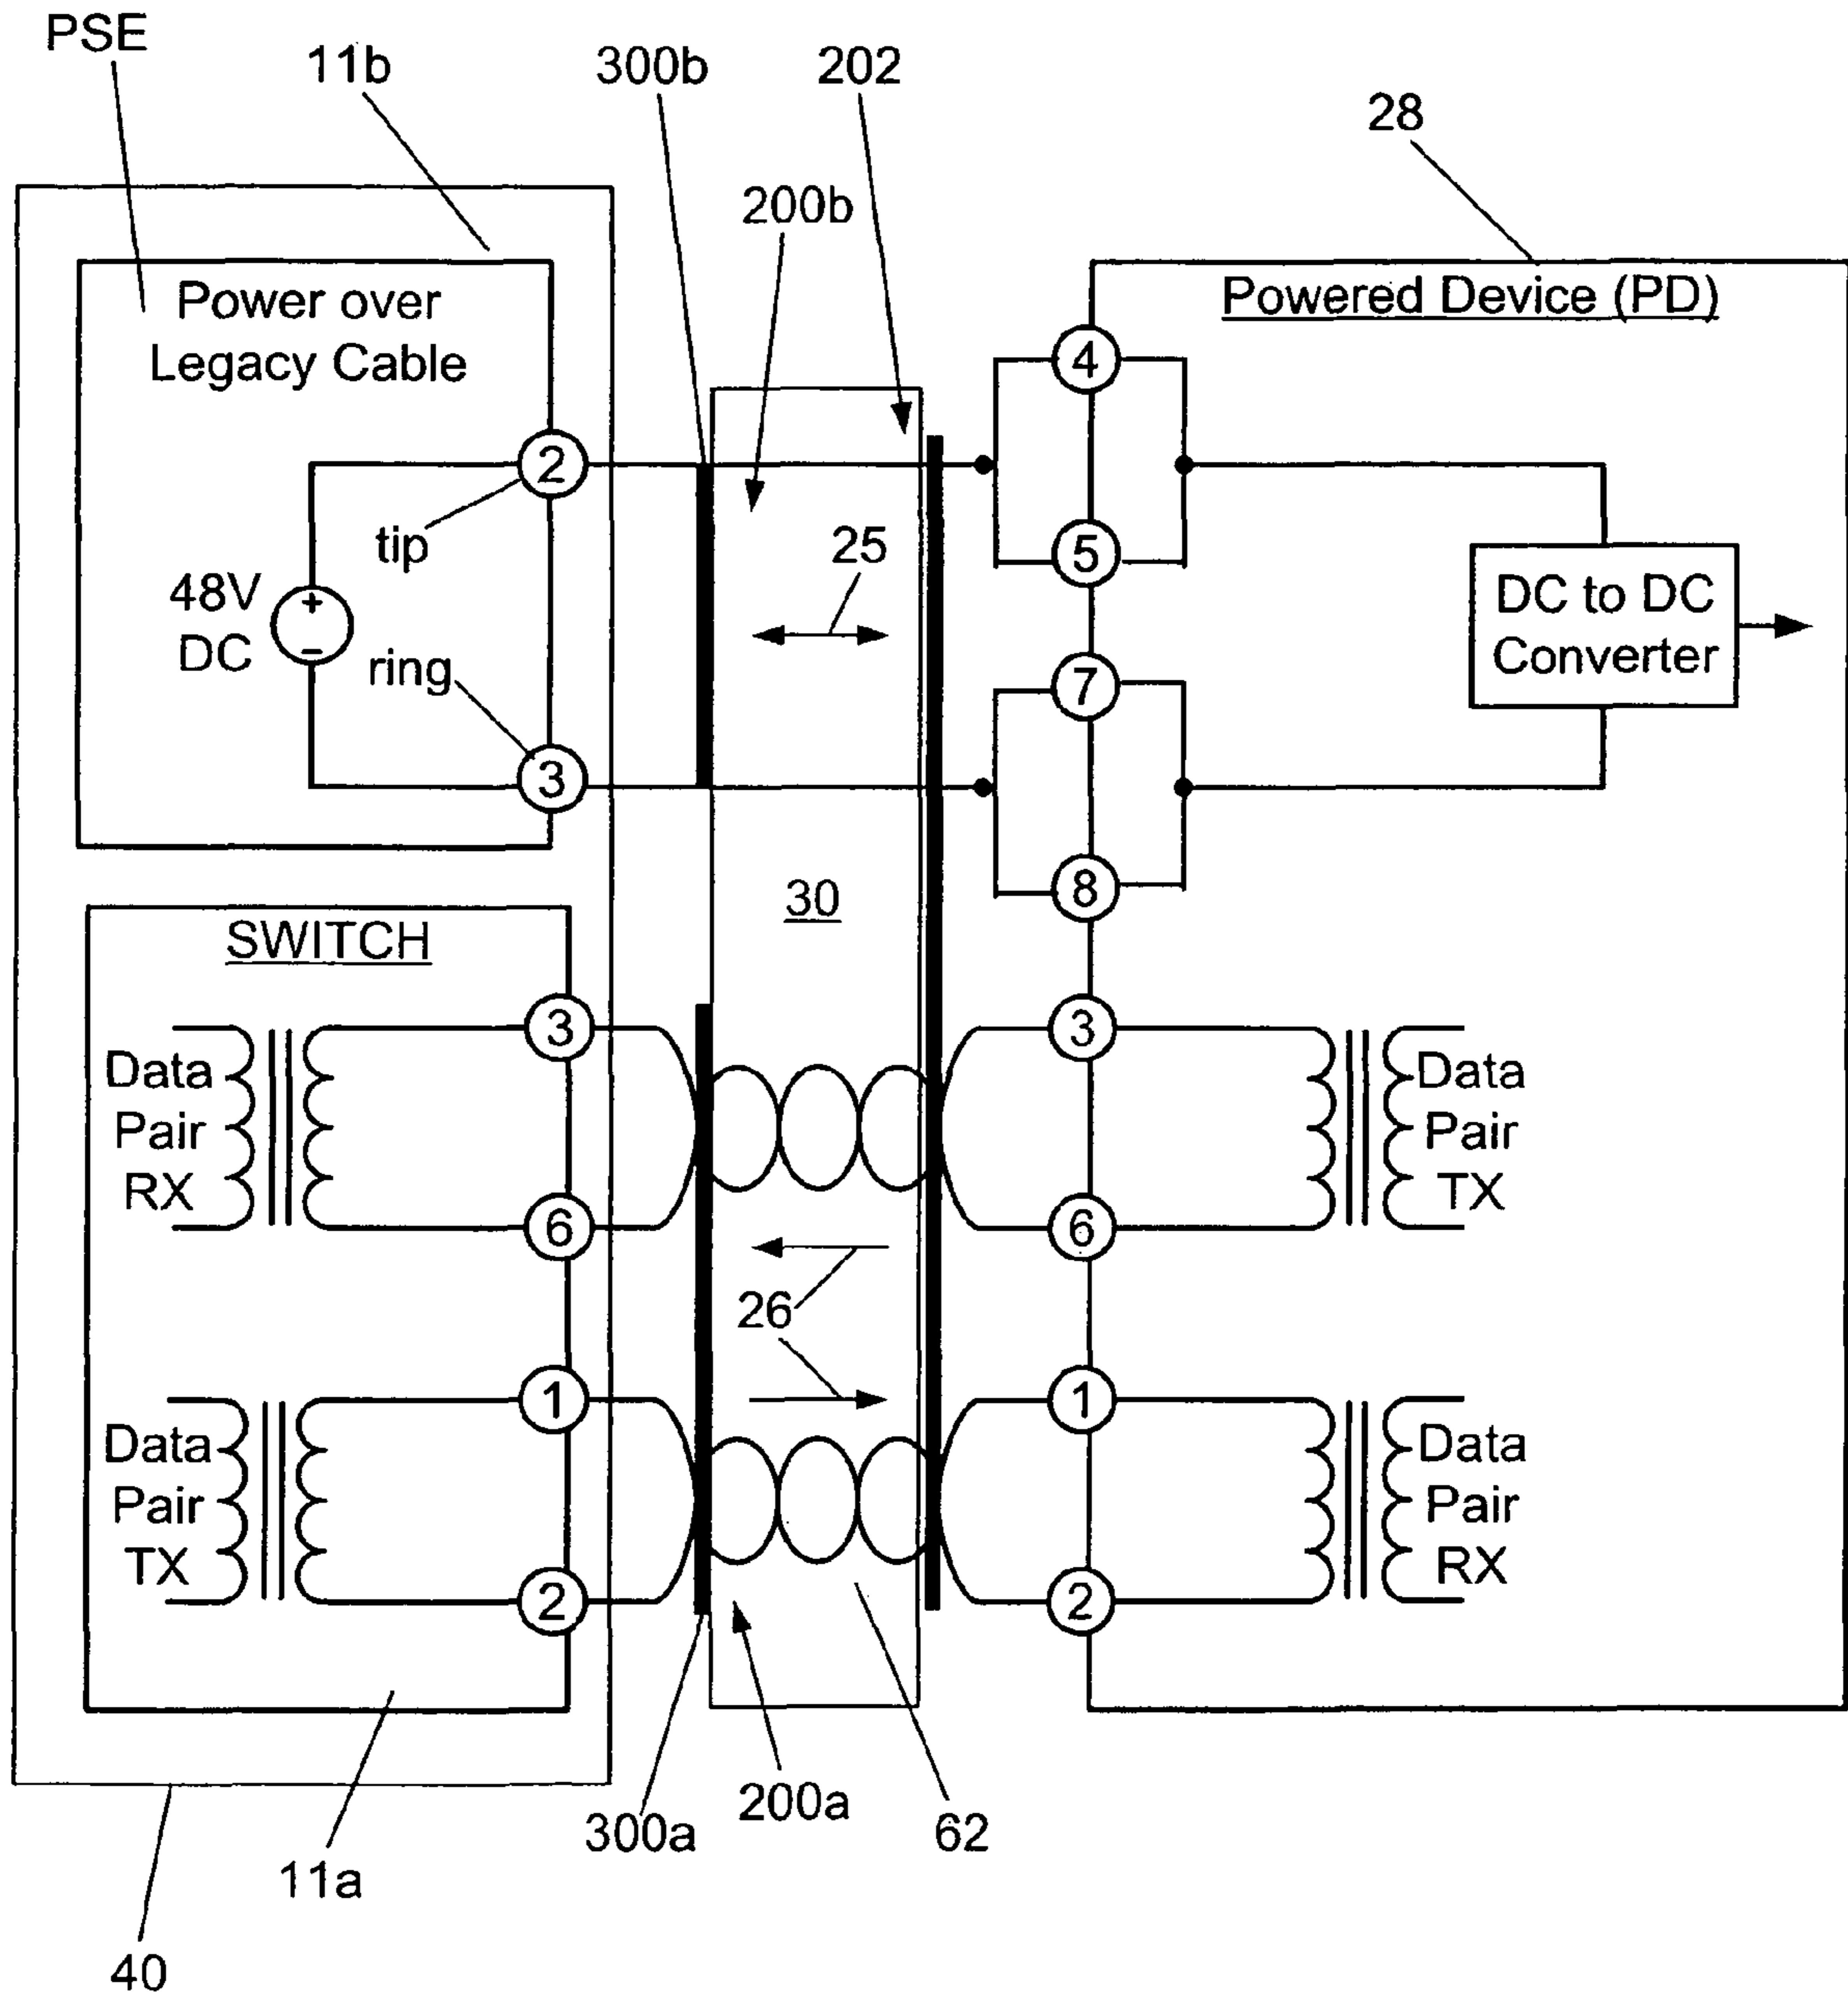 PSE
11b
300b
202
28
200b
Power over
Legacy Cable
Powered Device (PD)
4
2
tip
25
5
48V
DC
+
−
DC to DC
Converter
ring
7
3
8
30
SWITCH
3
3
Data
Pair
RX
Data
Pair
TX
6
6
26
1
1
Data
Pair
TX
Data
Pair
RX
2
2
200a
300a
62
11a
40